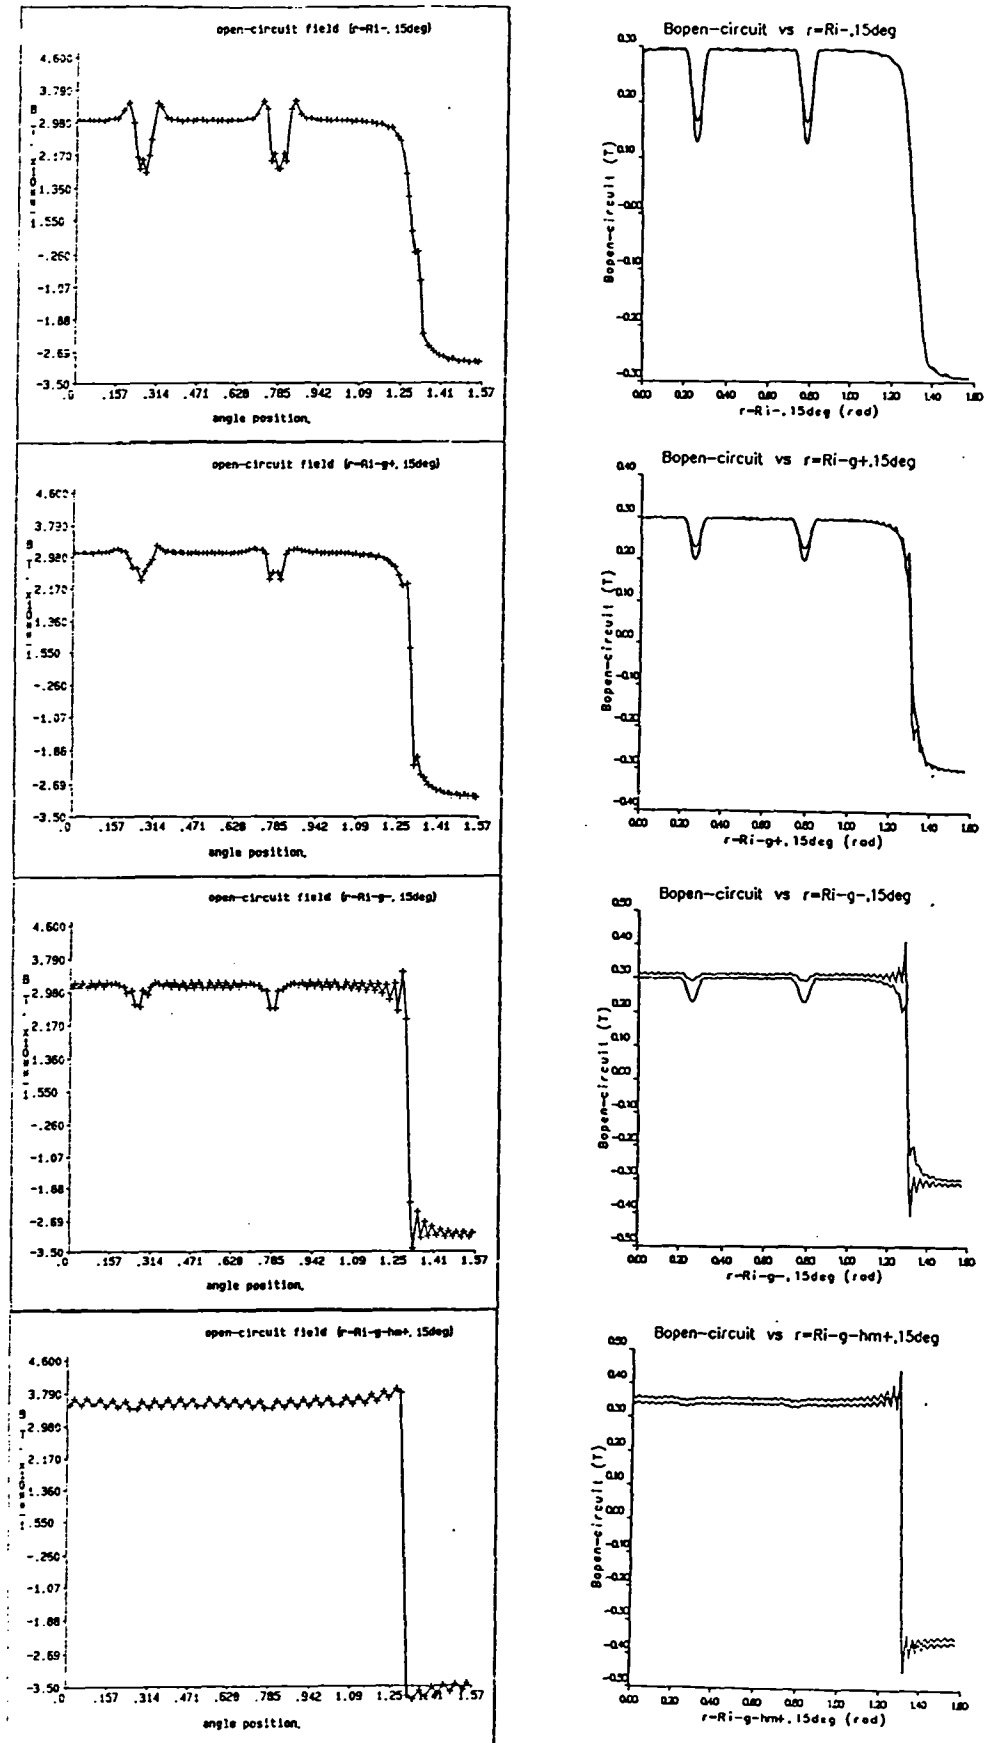 open-circuit field (r=Ri-, 15deg)
4.600
3.790
2.980
2.170
1.350
.550
-.260
-1.07
-1.88
-2.65
-3.50
.0 .157 .314 .471 .628 .785 .942 1.09 1.25 1.41 1.57
angle position.
Bopen-circuit vs r=Ri-,15deg
0.30
0.20
0.10
-0.00
-0.10
-0.20
-0.30
Bopen-circuit (T)
0.00 0.20 0.40 0.60 0.80 1.00 1.20 1.40 1.60
r-Ri-,15deg (rad)
open-circuit field (r=Ri-g+, 15deg)
3.790
2.980
2.170
1.360
.550
-.260
-1.07
-1.88
-2.69
-3.50
.0 .157 .314 .471 .628 .785 .942 1.09 1.25 1.41 1.57
angle position.
Bopen-circuit vs r=Ri-g+,15deg
0.40
0.30
0.20
0.10
0.00
-0.10
-0.20
-0.30
-0.40
Bopen-circuit (T)
0.00 0.20 0.40 0.60 0.80 1.00 1.20 1.40 1.60
r-Ri-g+,15deg (rad)
open-circuit field (r-Ri-g-, 15deg)
4.600
3.790
2.980
2.170
1.360
.550
-.260
-1.07
-1.88
-2.69
-3.50
.0 .157 .314 .471 .628 .785 .942 1.09 1.25 1.41 1.57
angle position.
Bopen-circuit vs r=Ri-g-,15deg
0.50
0.40
0.30
0.20
0.10
0.00
-0.10
-0.20
-0.30
-0.40
-0.50
Bopen-circuit (T)
0.00 0.20 0.40 0.60 0.80 1.00 1.20 1.40 1.60
r-Ri-g-,15deg (rad)
open-circuit field (r-Ri-g-hm+, 15deg)
4.600
3.790
2.980
2.170
1.360
.550
-.260
-1.07
-1.88
-2.69
-3.50
.0 .157 .314 .471 .628 .785 .942 1.09 1.25 1.41 1.57
angle position.
Bopen-circuit vs r=Ri-g-hm+,15deg
0.50
0.40
0.30
0.20
0.10
0.00
-0.10
-0.20
-0.30
-0.40
-0.50
Bopen-circuit (T)
0.00 0.20 0.40 0.60 0.80 1.00 1.20 1.40 1.60
r-Ri-g-hm+,15deg (rad)